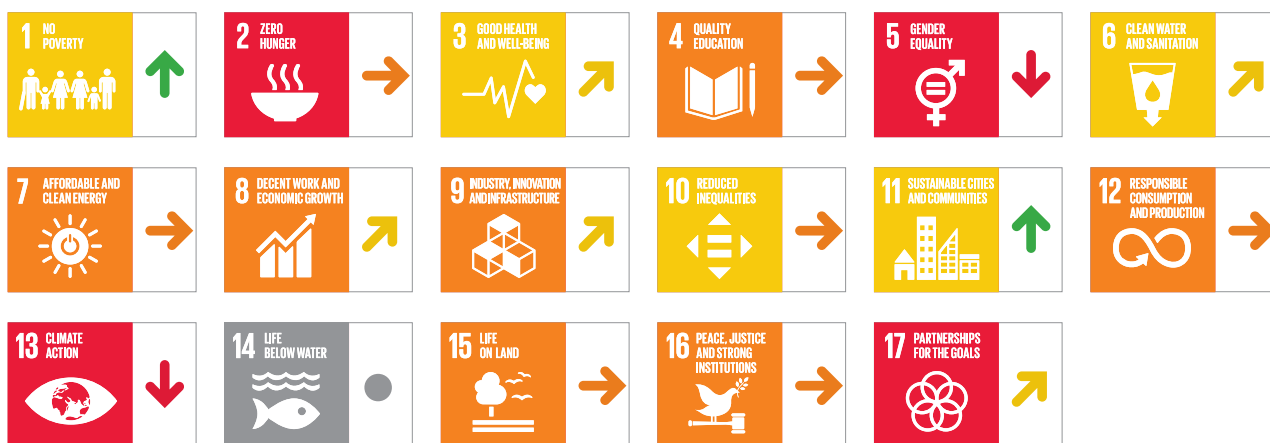 1 NO
POVERTY
2 ZERO
HUNGER
3 GOOD HEALTH
AND WELL-BEING
4 QUALITY
EDUCATION
5 GENDER
EQUALITY
6 CLEAN WATER
AND SANITATION
7 AFFORDABLE AND
CLEAN ENERGY
8 DECENT WORK AND
ECONOMIC GROWTH
9 INDUSTRY, INNOVATION
AND INFRASTRUCTURE
10 REDUCED
INEQUALITIES
11 SUSTAINABLE CITIES
AND COMMUNITIES
12 RESPONSIBLE
CONSUMPTION
AND PRODUCTION
13 CLIMATE
ACTION
14 LIFE
BELOW WATER
15 LIFE
ON LAND
16 PEACE, JUSTICE
AND STRONG
INSTITUTIONS
17 PARTNERSHIPS
FOR THE GOALS